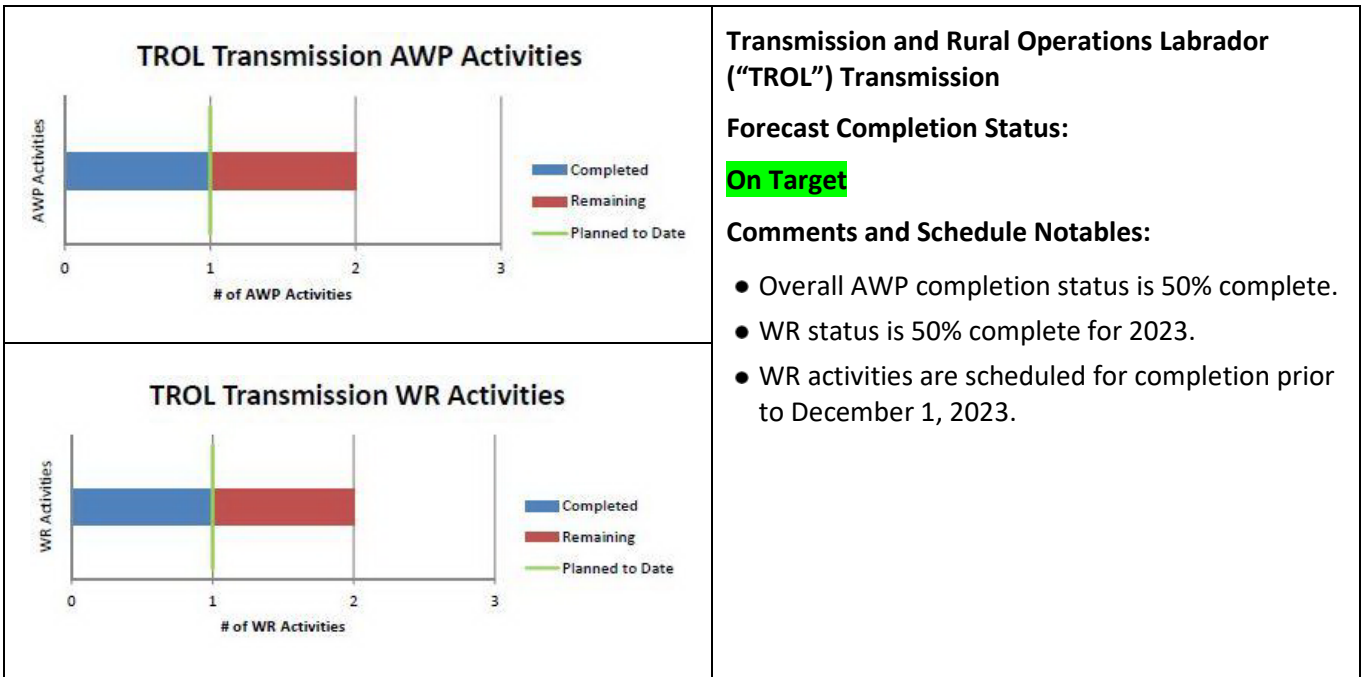 TROL Transmission AWP Activities
AWP Activities
Completed
Remaining
Planned to Date
0 1 2 3
# of AWP Activities
TROL Transmission WR Activities
WR Activities
Completed
Remaining
Planned to Date
0 1 2 3
# of WR Activities
Transmission and Rural Operations Labrador
(“TROL”) Transmission
Forecast Completion Status:
On Target
Comments and Schedule Notables:
• Overall AWP completion status is 50% complete.
• WR status is 50% complete for 2023.
• WR activities are scheduled for completion prior
to December 1, 2023.